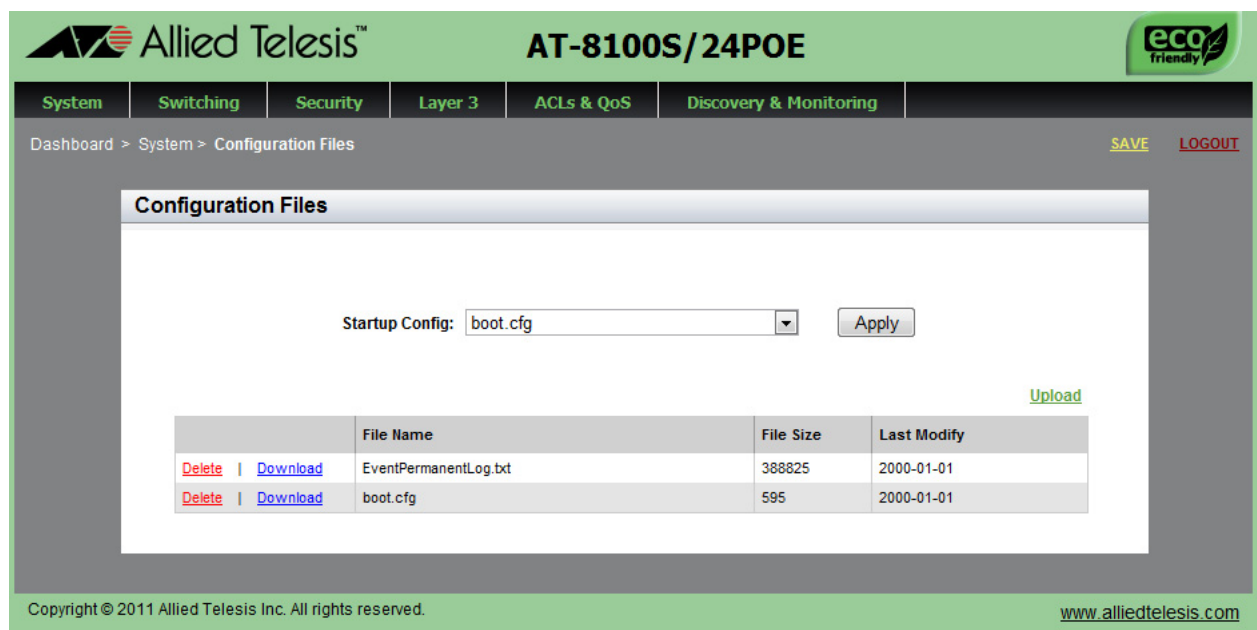 Allied Telesis™ AT-8100S/24POE eco friendly
System Switching Security Layer 3 ACLs & QoS Discovery & Monitoring
Dashboard > System > Configuration Files SAVE LOGOUT
Configuration Files
Startup Config: boot.cfg Apply
Upload
File Name File Size Last Modify
Delete | Download EventPermanentLog.txt 388825 2000-01-01
Delete | Download boot.cfg 595 2000-01-01
Copyright © 2011 Allied Telesis Inc. All rights reserved. www.alliedtelesis.com